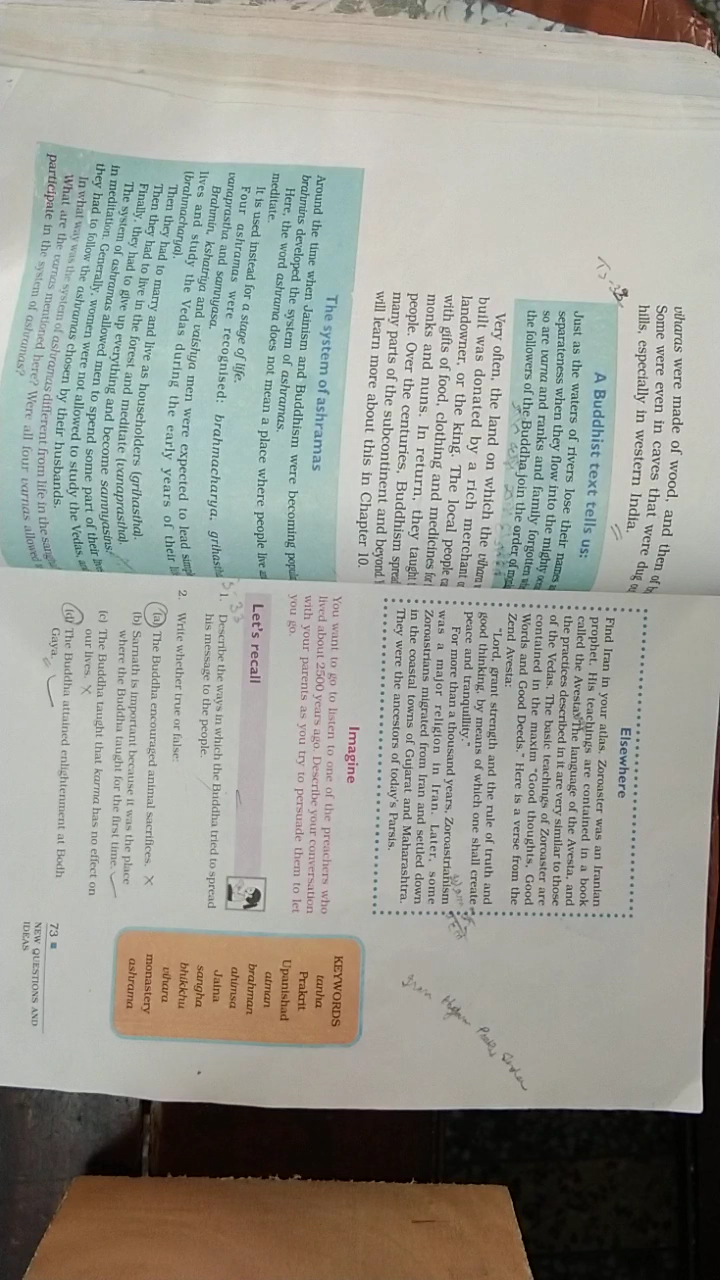 viharas were made of wood, and then of
Some were even in caves that were dug
hills, especially in western India.
A Buddhist text tells us:
Just as the waters of rivers lose their names
separateness when they flow into the mighty
so are varna and ranks and family forgotten
the followers of the Buddha join the order of
Very often, the land on which the vihara
built was donated by a rich merchant
landowner, or the king. The local people
with gifts of food, clothing and medicines for
monks and nuns. In return, they taught
people. Over the centuries, Buddhism spread
many parts of the subcontinent and beyond.
will learn more about this in Chapter 10.
The system of ashramas
Around the time when Jainism and Buddhism were becoming
brahmins developed the system of ashramas.
Here, the word ashrama does not mean a place where people live
meditate.
It is used instead for a stage of life.
Four ashramas were recognised: brahmacharya,
vanaprastha and samnyasa.
Brahmin, kshatriya and vaishya men were expected to lead
lives and study the Vedas during the early years of their
(brahmacharya).
Then they had to marry and live as householders (grihastha).
Then they had to live in the forest and meditate (vanaprastha).
Finally, they had to give up everything and become samnyasins.
The system of ashramas allowed men to spend some part of their
in meditation. Generally, women were not allowed to study the Vedas,
they had to follow the ashramas chosen by their husbands.
In what way was the system of ashramas different from life in the
What are the varnas mentioned here? Were all four varnas allowed
participate in the system of ashramas?
Elsewhere
Find Iran in your atlas. Zoroaster was an Iranian
prophet. His teachings are contained in a book
called the Avesta. The language of the Avesta, and
the practices described in it are very similar to those
of the Vedas. The basic teachings of Zoroaster are
contained in the maxim "Good thoughts, Good
Words and Good Deeds." Here is a verse from the
Zend Avesta:
"Lord, grant strength and the rule of truth and
good thinking, by means of which one shall create
peace and tranquility."
For more than a thousand years, Zoroastrianism
was a major religion in Iran. Later, some
Zoroastrians migrated from Iran and settled down
in the coastal towns of Gujarat and Maharashtra.
They were the ancestors of today's Parsis.
Imagine
You want to go to listen to one of the preachers who
lived about 2500 years ago. Describe your conversation
with your parents as you try to persuade them to let
you go.
Let's recall
1. Describe the ways in which the Buddha tried to spread
his message to the people.
2. Write whether true or false:
(a) The Buddha encouraged animal sacrifices. ×
(b) Sarnath is important because it was the place
where the Buddha taught for the first time. ✓
(c) The Buddha taught that karma has no effect on
our lives. ×
(d) The Buddha attained enlightenment at Bodh
Gaya. ✓
KEYWORDS
tanha
Prakrit
Upanishad
atman
brahman
ahimsa
Jaina
sangha
bhikkhu
vihara
monastery
ashrama
73
NEW QUESTIONS AND
IDEAS